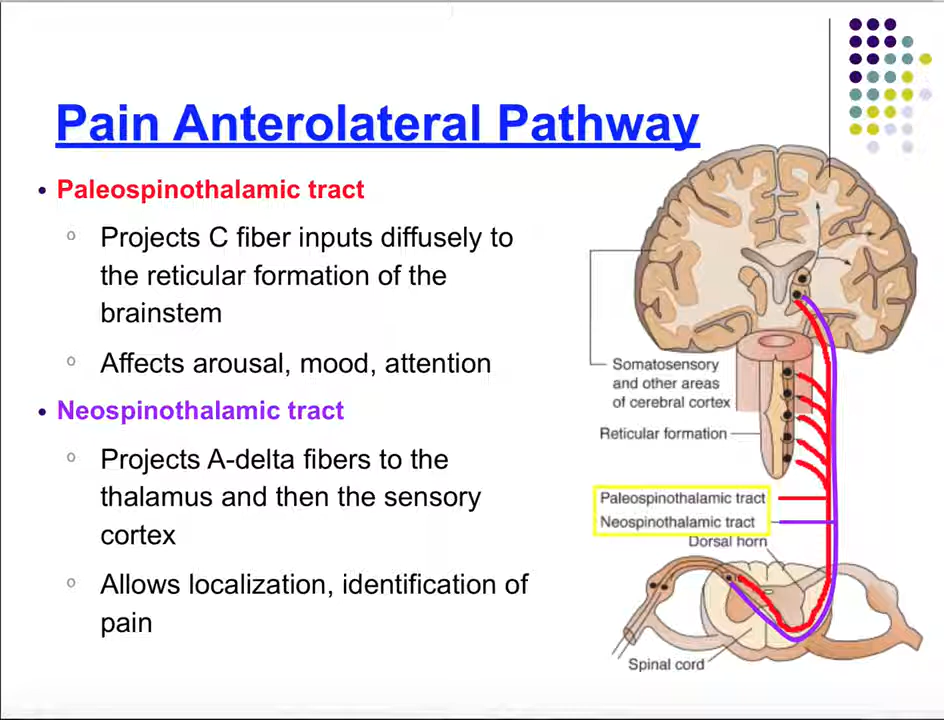 Pain Anterolateral Pathway
• Paleospinothalamic tract
o Projects C fiber inputs diffusely to
the reticular formation of the
brainstem
o Affects arousal, mood, attention
• Neospinothalamic tract
o Projects A-delta fibers to the
thalamus and then the sensory
cortex
o Allows localization, identification of
pain
Somatosensory
and other areas
of cerebral cortex
Reticular formation
Paleospinothalamic tract
Neospinothalamic tract
Dorsal horn
Spinal cord